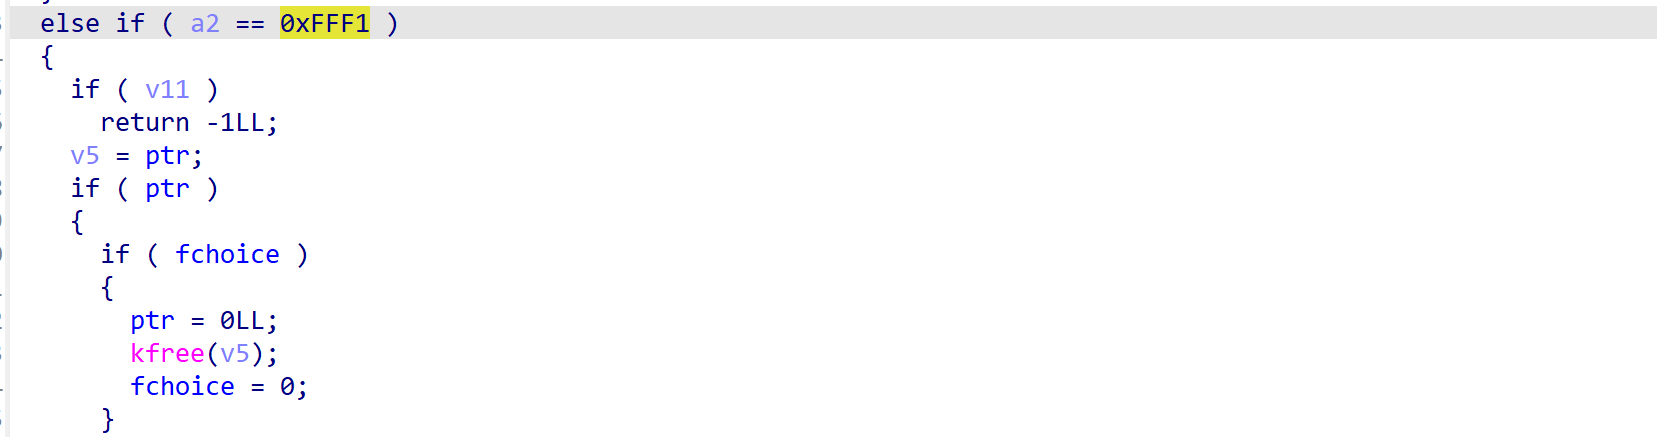 else if ( a2 == 0xFFF1 )
{
if ( v11 )
return -1LL;
v5 = ptr;
if ( ptr )
{
if ( fchoice )
{
ptr = 0LL;
kfree(v5);
fchoice = 0;
}